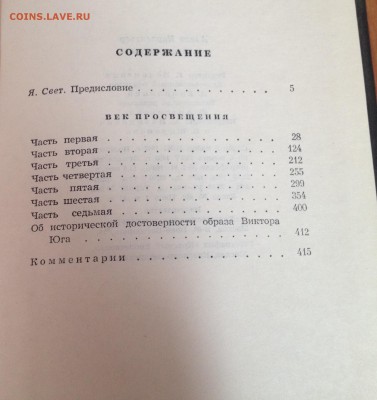 COINS.LAVE.RU
СОДЕРЖАНИЕ
Я. Свет. Предисловие . . . . . . . . . . . . 5
ВЕК ПРОСВЕЩЕНИЯ
Часть первая . . . . . . . . . . . . . . 28
Часть вторая . . . . . . . . . . . . . . 124
Часть третья . . . . . . . . . . . . . . 212
Часть четвертая . . . . . . . . . . . . . 255
Часть пятая . . . . . . . . . . . . . . 299
Часть шестая . . . . . . . . . . . . . . 354
Часть седьмая . . . . . . . . . . . . . 400
Об исторической достоверности образа Виктора
Юга . . . . . . . . . . . . . . . 412
Комментарии . . . . . . . . . . . . . 415